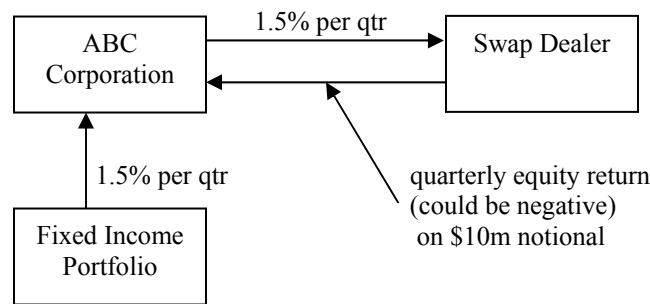 ABC
Corporation
1.5% per qtr
Swap Dealer
1.5% per qtr
quarterly equity return
(could be negative)
on $10m notional
Fixed Income
Portfolio